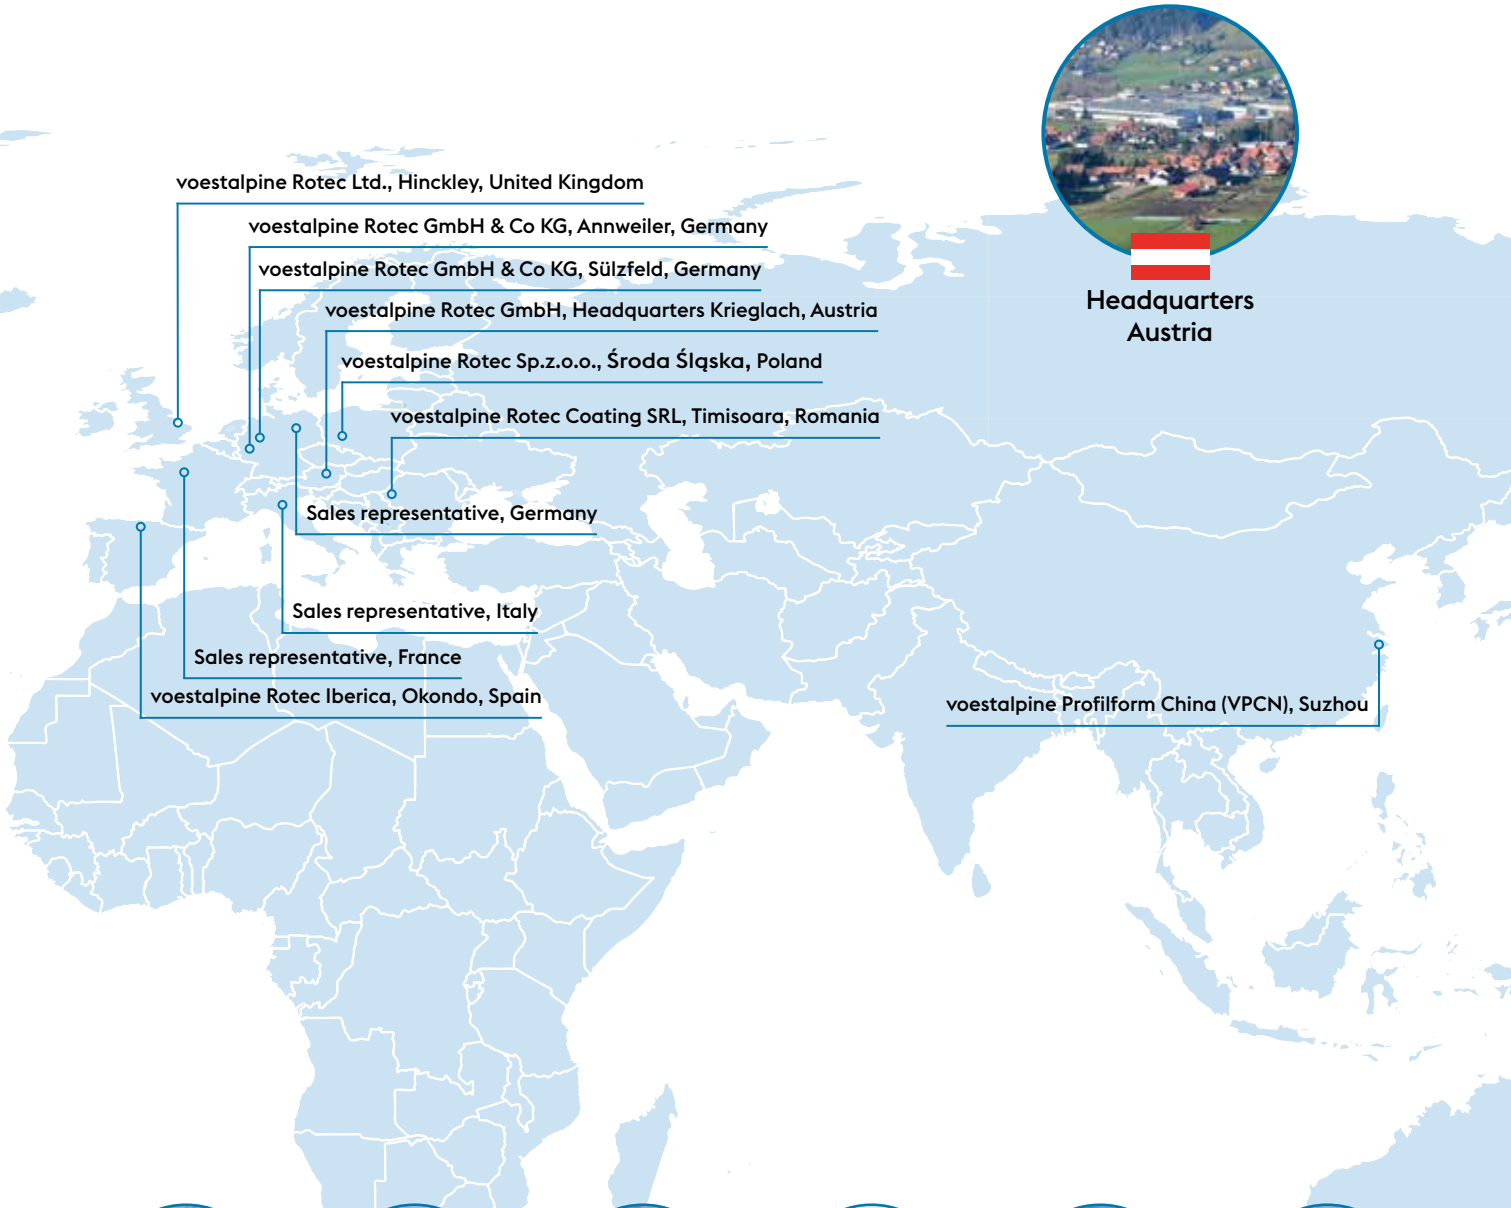 voestalpine Rotec Ltd., Hinckley, United Kingdom
voestalpine Rotec GmbH & Co KG, Annweiler, Germany
voestalpine Rotec GmbH & Co KG, Sülzfeld, Germany
voestalpine Rotec GmbH, Headquarters Krieglach, Austria
voestalpine Rotec Sp.z.o.o., Środa Śląska, Poland
voestalpine Rotec Coating SRL, Timisoara, Romania
Sales representative, Germany
Sales representative, Italy
Sales representative, France
voestalpine Rotec Iberica, Okondo, Spain
Headquarters
Austria
voestalpine Profilform China (VPCN), Suzhou